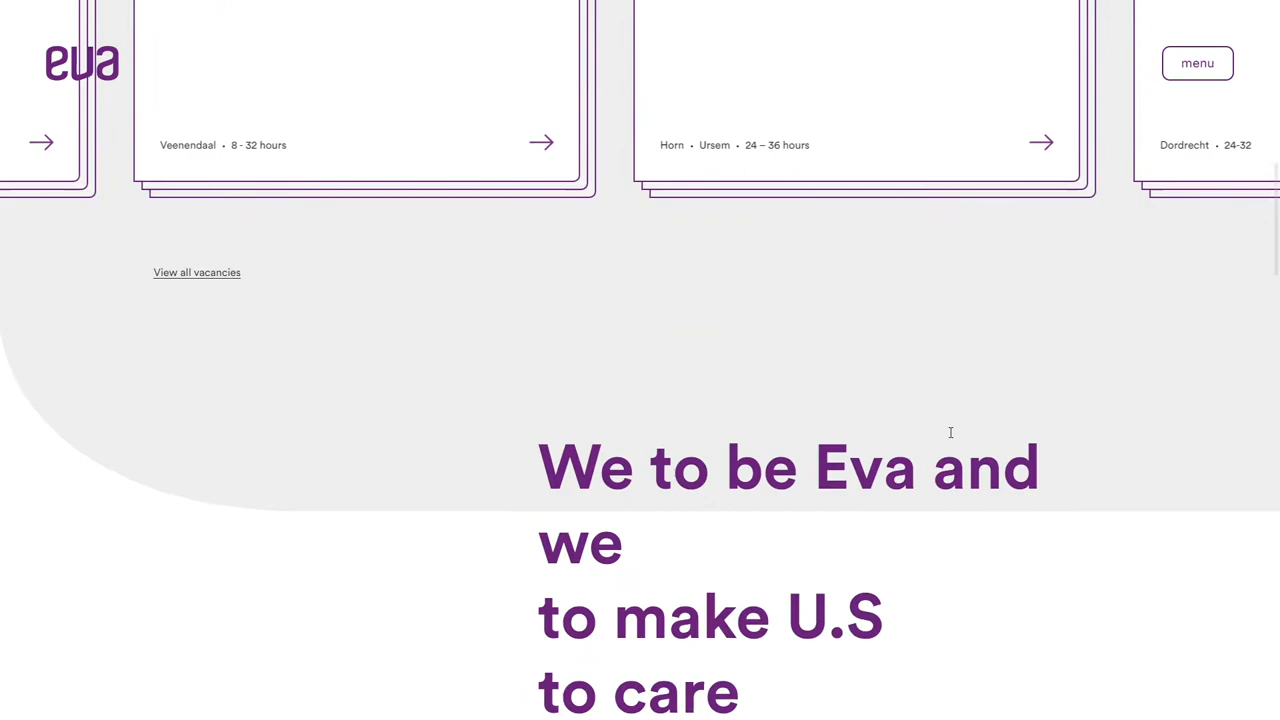 eva
menu
Veenendaal • 8 - 32 hours
Horn • Ursem • 24 – 36 hours
Dordrecht • 24-32
View all vacancies
We to be Eva and
we
to make U.S
to care